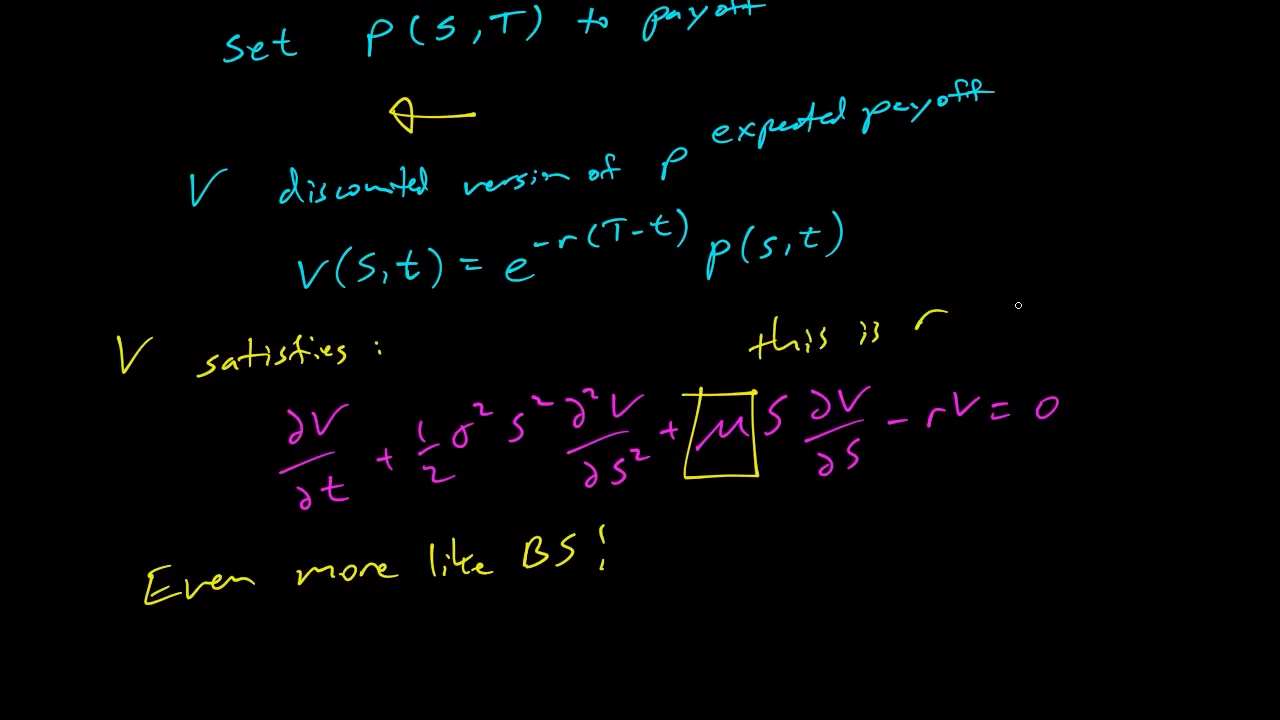 set P(S,T) to payoff
V discounted version of P expected payoff
V(S,t) = e^{-r(T-t)} p(S,t)
V satisfies: this is r
∂V/∂t + 1/2 σ² S² ∂²V/∂S² + μ S ∂V/∂S - rV = 0
Even more like BS!